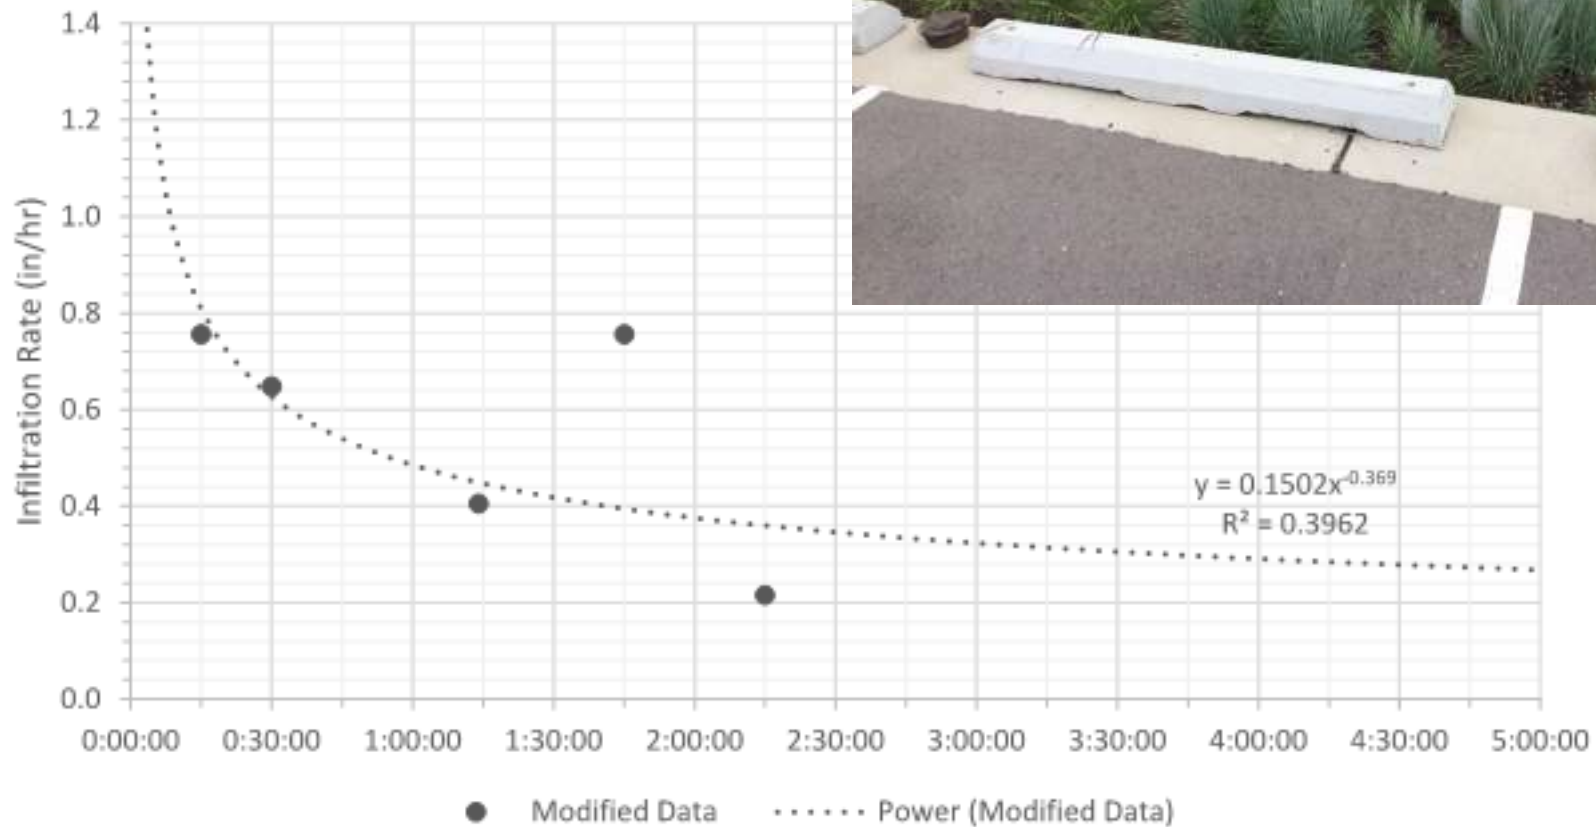 1.4
1.2
1.0
0.8
0.6
0.4
0.2
0.0
Infiltration Rate (in/hr)
y = 0.1502x^-0.369
R² = 0.3962
0:00:00 0:30:00 1:00:00 1:30:00 2:00:00 2:30:00 3:00:00 3:30:00 4:00:00 4:30:00 5:00:00
Modified Data Power (Modified Data)